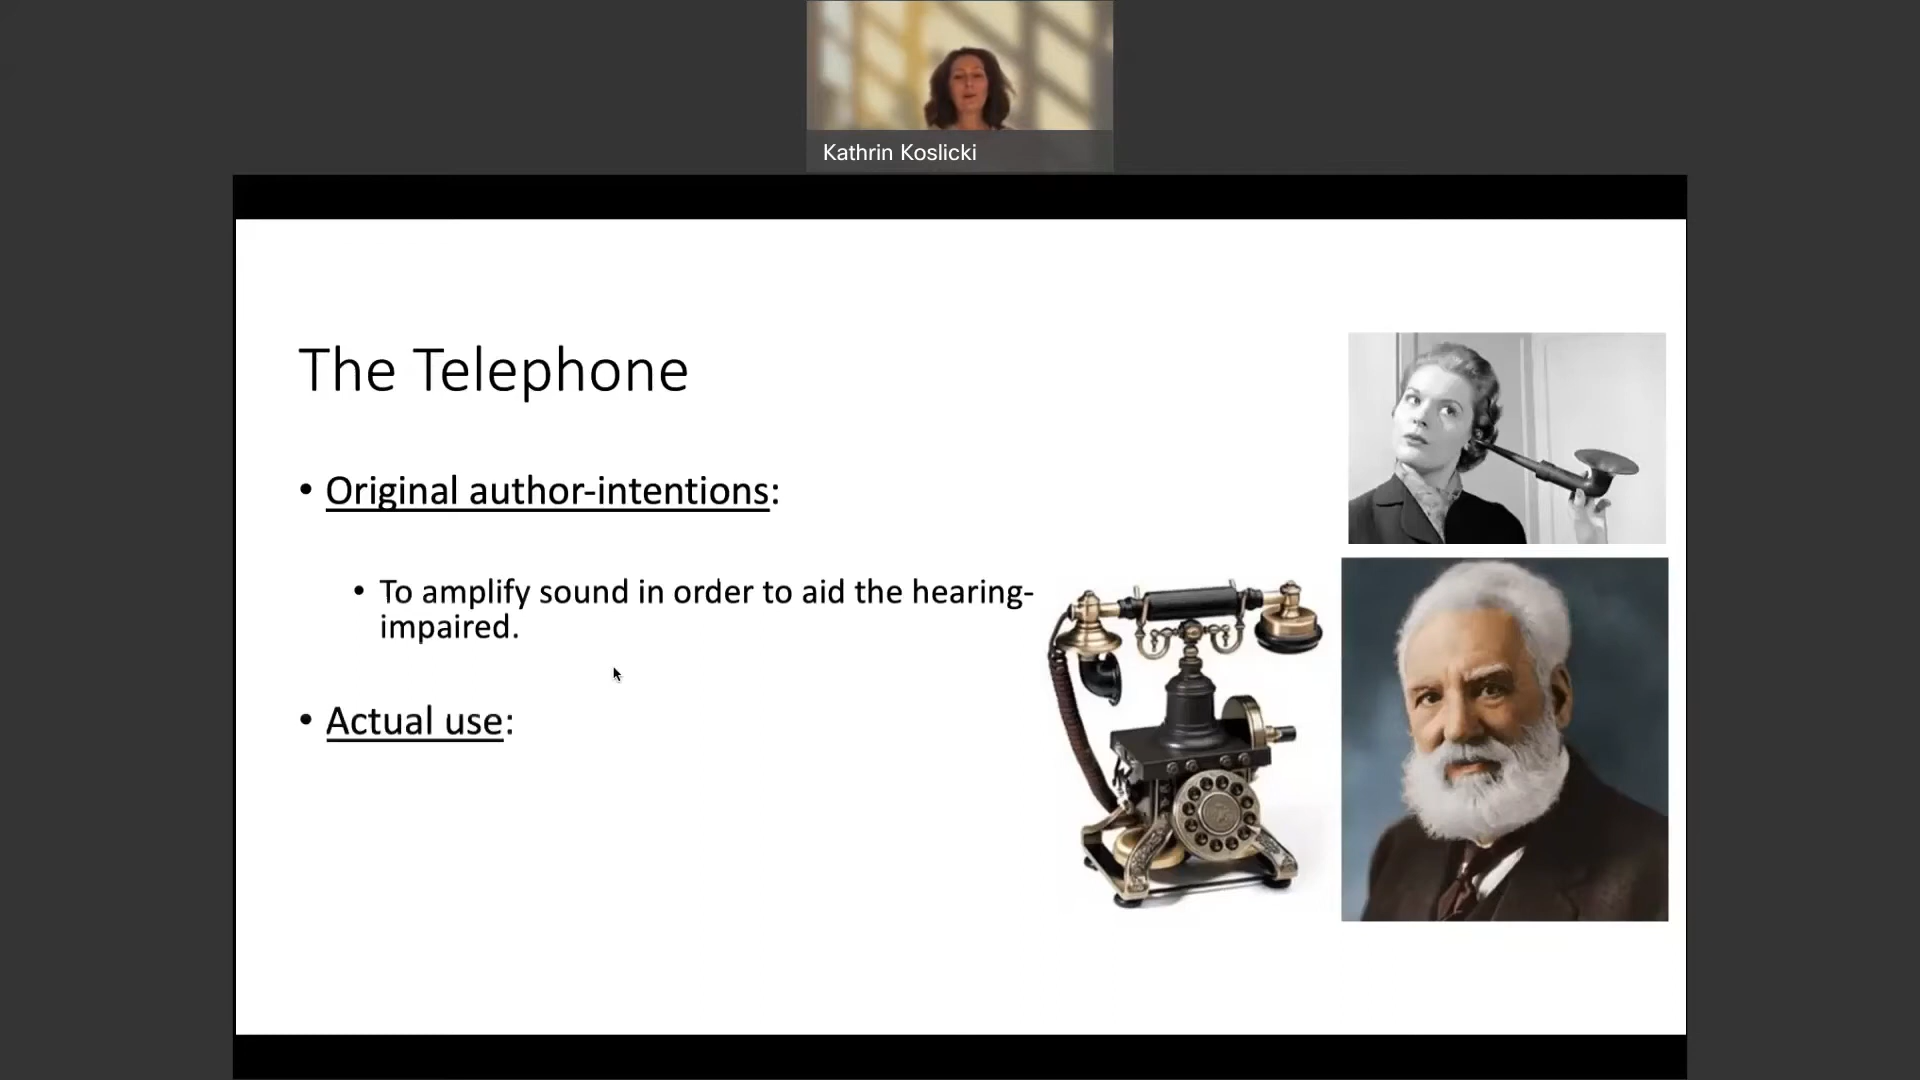 Kathrin Koslicki
The Telephone
• Original author-intentions:
• To amplify sound in order to aid the hearing-
impaired.
• Actual use: